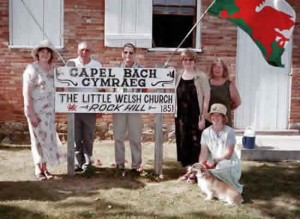 CAPEL BACH
CYMRAEG
THE LITTLE WELSH CHURCH
ROCK HILL 1851